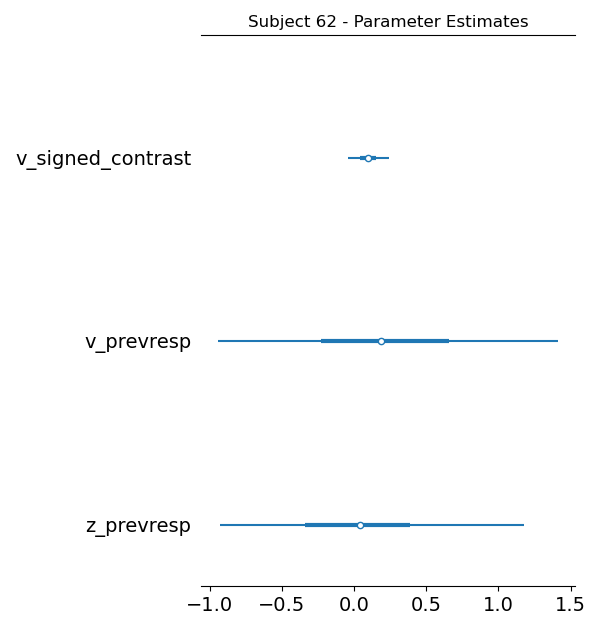 Subject 62 - Parameter Estimates
v_signed_contrast
v_prevresp
z_prevresp
−1.0 −0.5 0.0 0.5 1.0 1.5